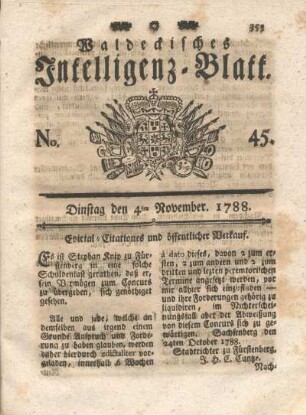 353
Waldeckisches
Intelligenz-Blatt.
No. 45.
Dinstag den 4ten November. 1788.
Edictal-Citationes und öffentlicher Verkauf.
Es ist Stephan Knip zu Für-
stenberg in eine solche
Schuldenlast gerathen, daß er,
sein Vermögen zum Concurs
zu übergeben, sich genöthiget
gesehen.
Alle und jede, welche an
demselben aus irgend einem
Grunde Anspruch und Forde-
rung zu haben glauben, werden
daher hierdurch edictaliter vor-
geladen, innerhalb 6 Wochen
à dato dieses, davon 2 zum er-
sten, 2 zum andern und 2 zum
dritten und lezten peremtorischen
Termine angesetzt werden, vor
mir allhier sich einzufinden
und ihre Forderungen gehörig zu
liquidiren, im Nichterschei-
nungsfall aber der Abweisung
von diesem Concurs sich zu ge-
wärtigen. Sachsenberg den
24ten October 1788.
Stadtrichter zu Fürstenberg,
J. H. C.
Nach-